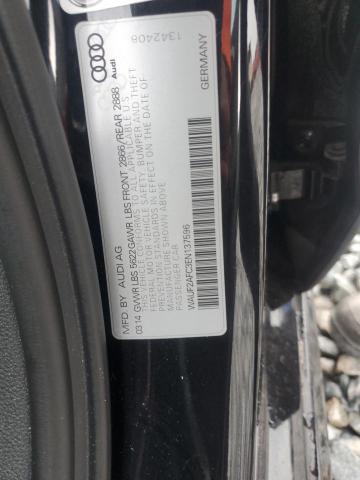 Audi
1342408
MFD. BY AUDI AG
03.14 GVWR LBS 5622 GAWR LBS FRONT 2866/REAR 2888
THIS VEHICLE CONFORMS TO ALL APPLICABLE U.S.
FEDERAL MOTOR VEHICLE SAFETY, BUMPER AND THEFT
PREVENTION STANDARDS IN EFFECT ON THE DATE OF
MANUFACTURE SHOWN ABOVE.
PASSENGER CAR
WAUF2AFC3EN137596
GERMANY